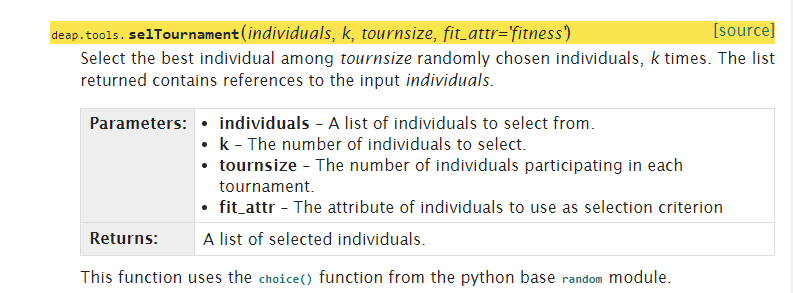 deap.tools.selTournament(individuals, k, tournsize, fit_attr='fitness') [source]
Select the best individual among tournsize randomly chosen individuals, k times. The list
returned contains references to the input individuals.
Parameters: • individuals – A list of individuals to select from.
• k – The number of individuals to select.
• tournsize – The number of individuals participating in each
tournament.
• fit_attr – The attribute of individuals to use as selection criterion
Returns: A list of selected individuals.
This function uses the choice() function from the python base random module.